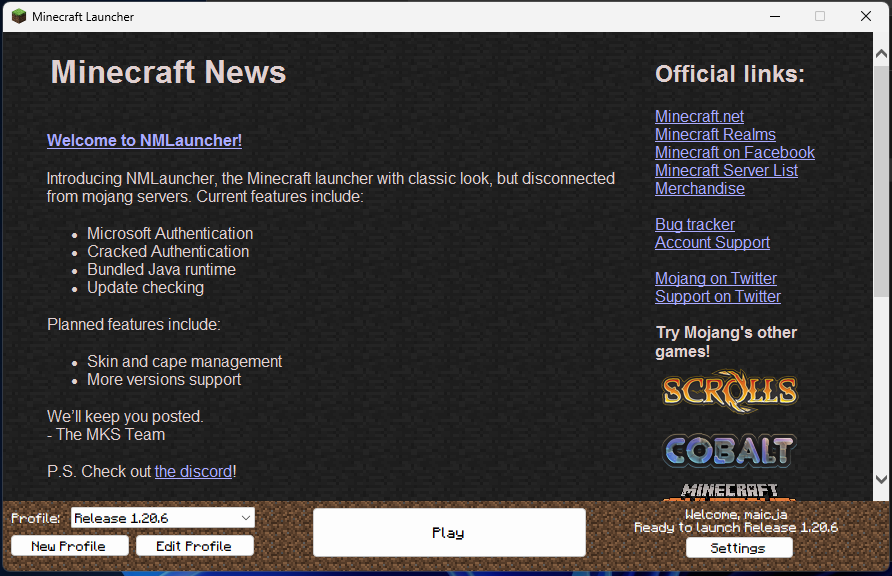 Minecraft Launcher
Minecraft News
Welcome to NMLauncher!
Introducing NMLauncher, the Minecraft launcher with classic look, but disconnected
from mojang servers. Current features include:
Microsoft Authentication
Cracked Authentication
Bundled Java runtime
Update checking
Planned features include:
Skin and cape management
More versions support
We'll keep you posted.
- The MKS Team
P.S. Check out the discord!
Official links:
Minecraft.net
Minecraft Realms
Minecraft on Facebook
Minecraft Server List
Merchandise
Bug tracker
Account Support
Mojang on Twitter
Support on Twitter
Try Mojang's other
games!
SCROLLS
COBALT
MINECRAFT
Profile:
Release 1.20.6
New Profile
Edit Profile
Play
Welcome, maicja
Ready to launch Release 1.20.6
Settings